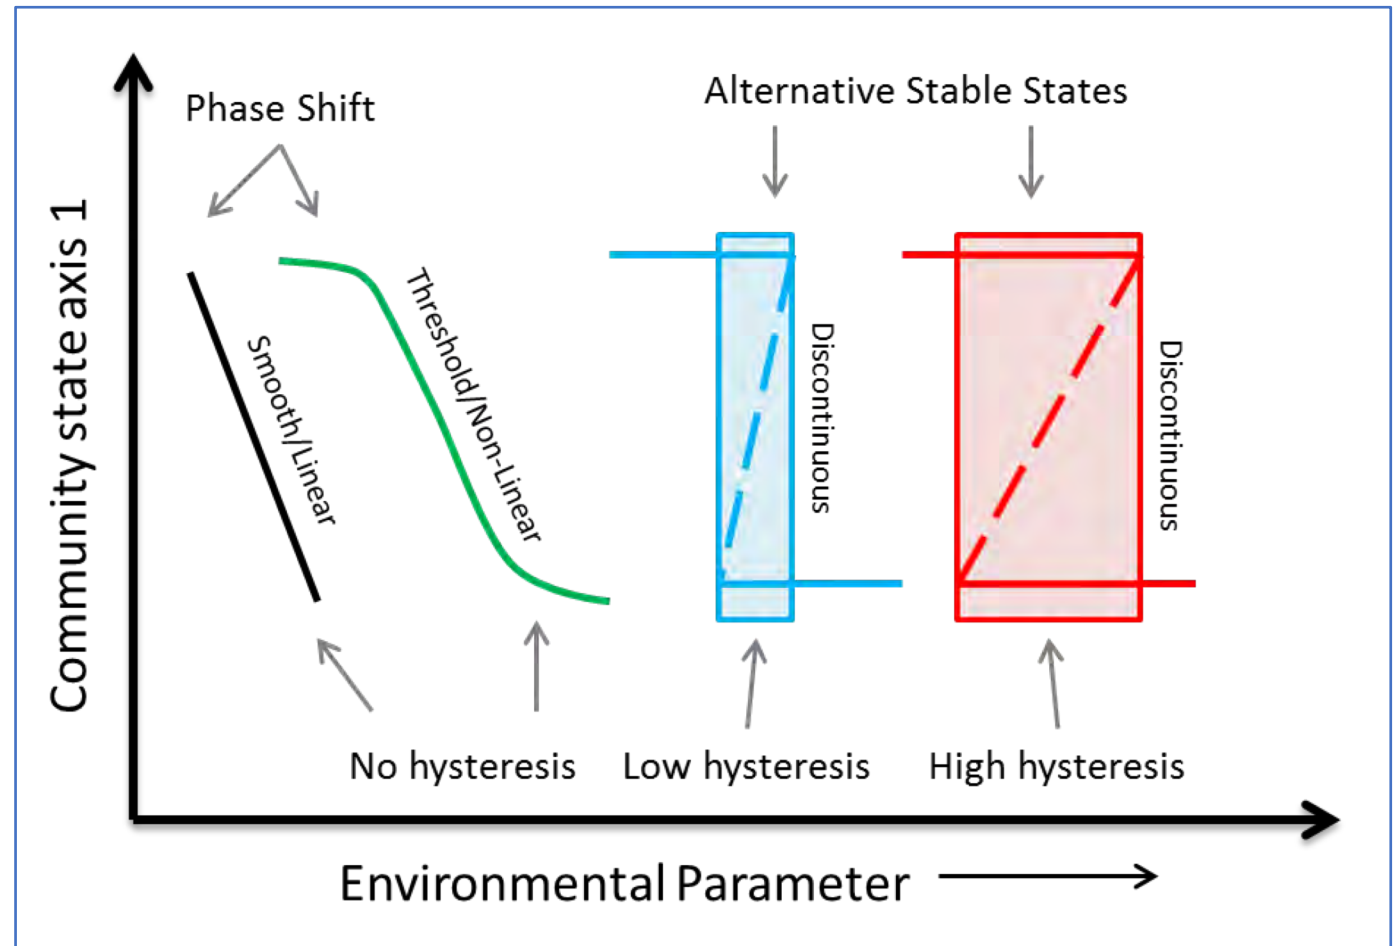 Phase Shift
Alternative Stable States
Community state axis 1
Smooth/Linear
Threshold/Non-Linear
Discontinuous
Discontinuous
No hysteresis
Low hysteresis
High hysteresis
Environmental Parameter